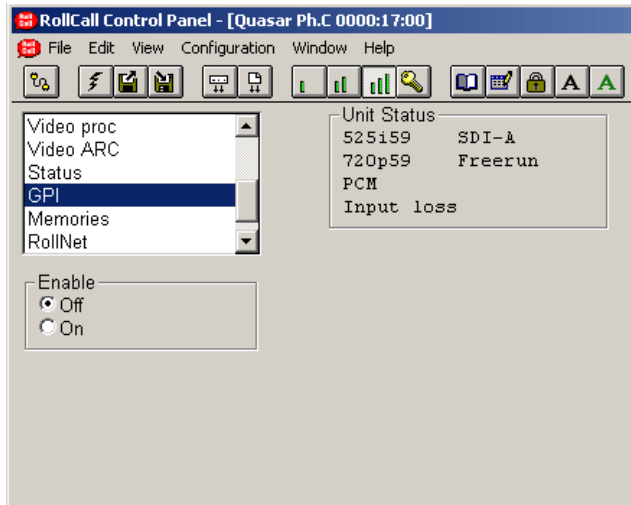 RollCall Control Panel - [Quasar Ph.C 0000:17:00]
File Edit View Configuration Window Help
A A
Video proc
Video ARC
Status
GPI
Memories
RollNet
Unit Status
525i59 SDI-A
720p59 Freerun
PCM
Input loss
Enable
Off
On